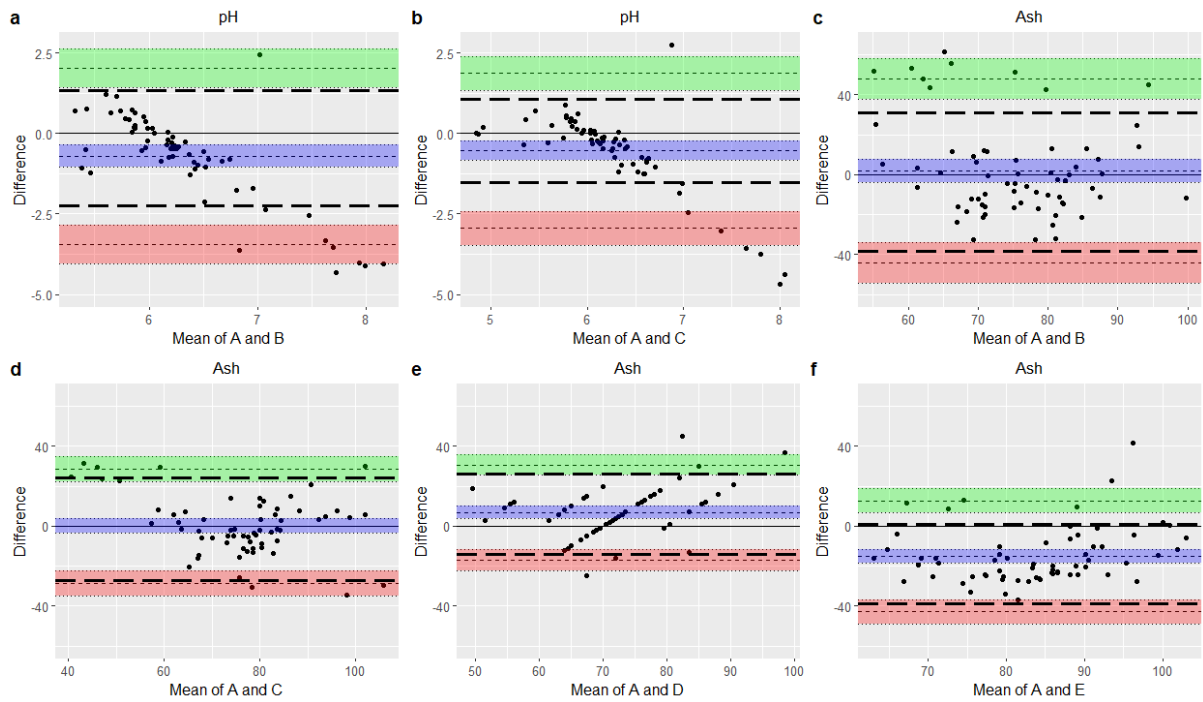 a
pH
Difference
2.5
0.0
-2.5
-5.0
6
7
8
Mean of A and B
b
pH
Difference
2.5
0.0
-2.5
-5.0
5
6
7
8
Mean of A and C
c
Ash
Difference
40
0
-40
60
70
80
90
100
Mean of A and B
d
Ash
Difference
40
0
-40
40
60
80
100
Mean of A and C
e
Ash
Difference
40
0
-40
50
60
70
80
90
100
Mean of A and D
f
Ash
Difference
40
0
-40
70
80
90
100
Mean of A and E